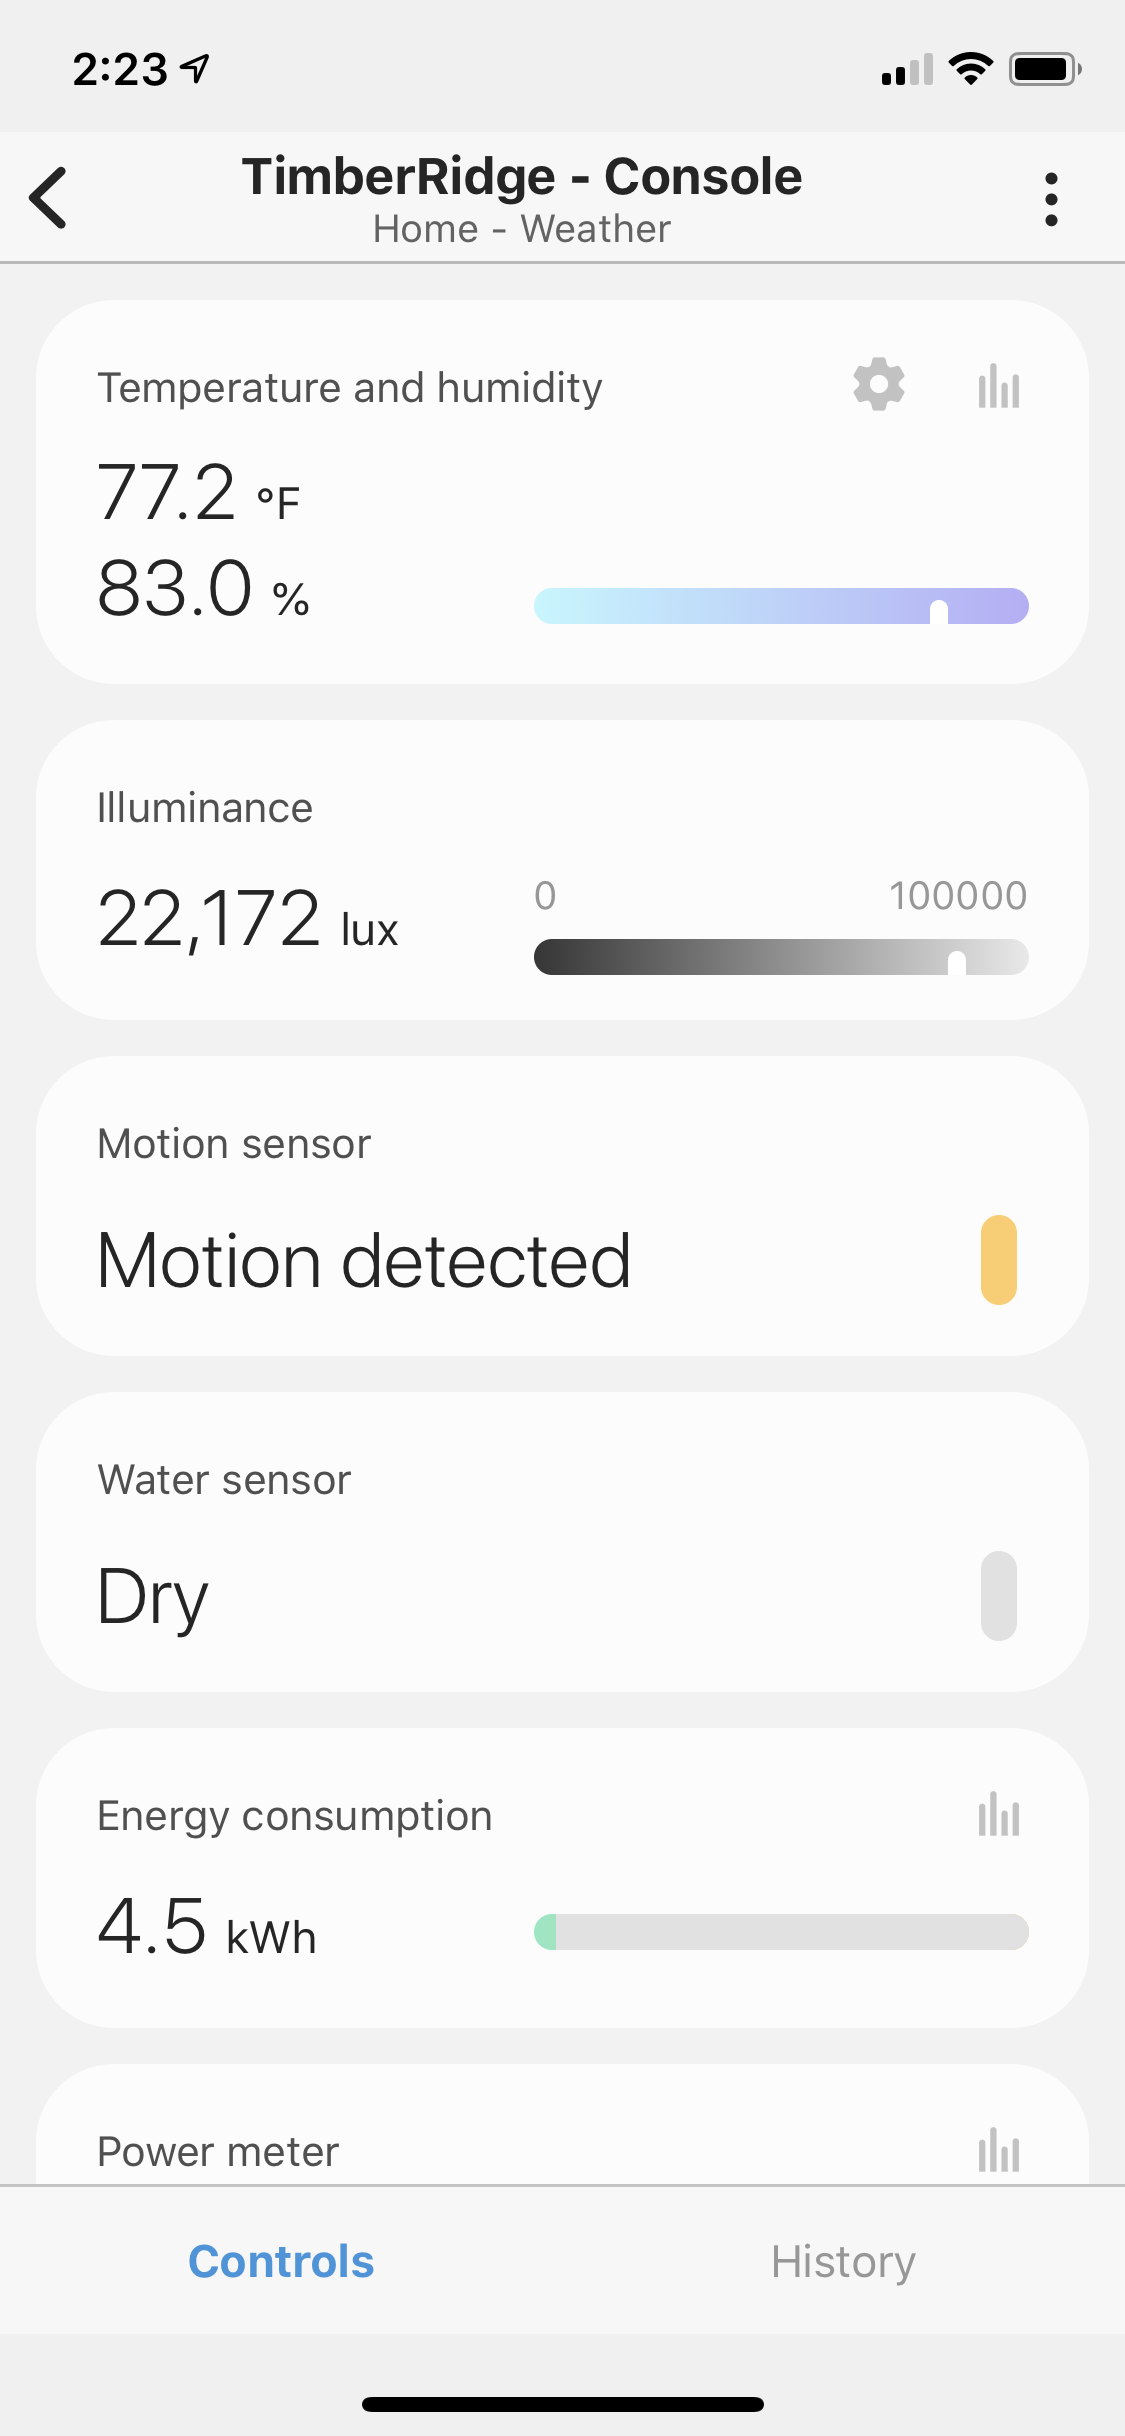 2:23
TimberRidge - Console
Home - Weather
Temperature and humidity
77.2 °F
83.0 %
Illuminance
22,172 lux
0 100000
Motion sensor
Motion detected
Water sensor
Dry
Energy consumption
4.5 kWh
Power meter
Controls History